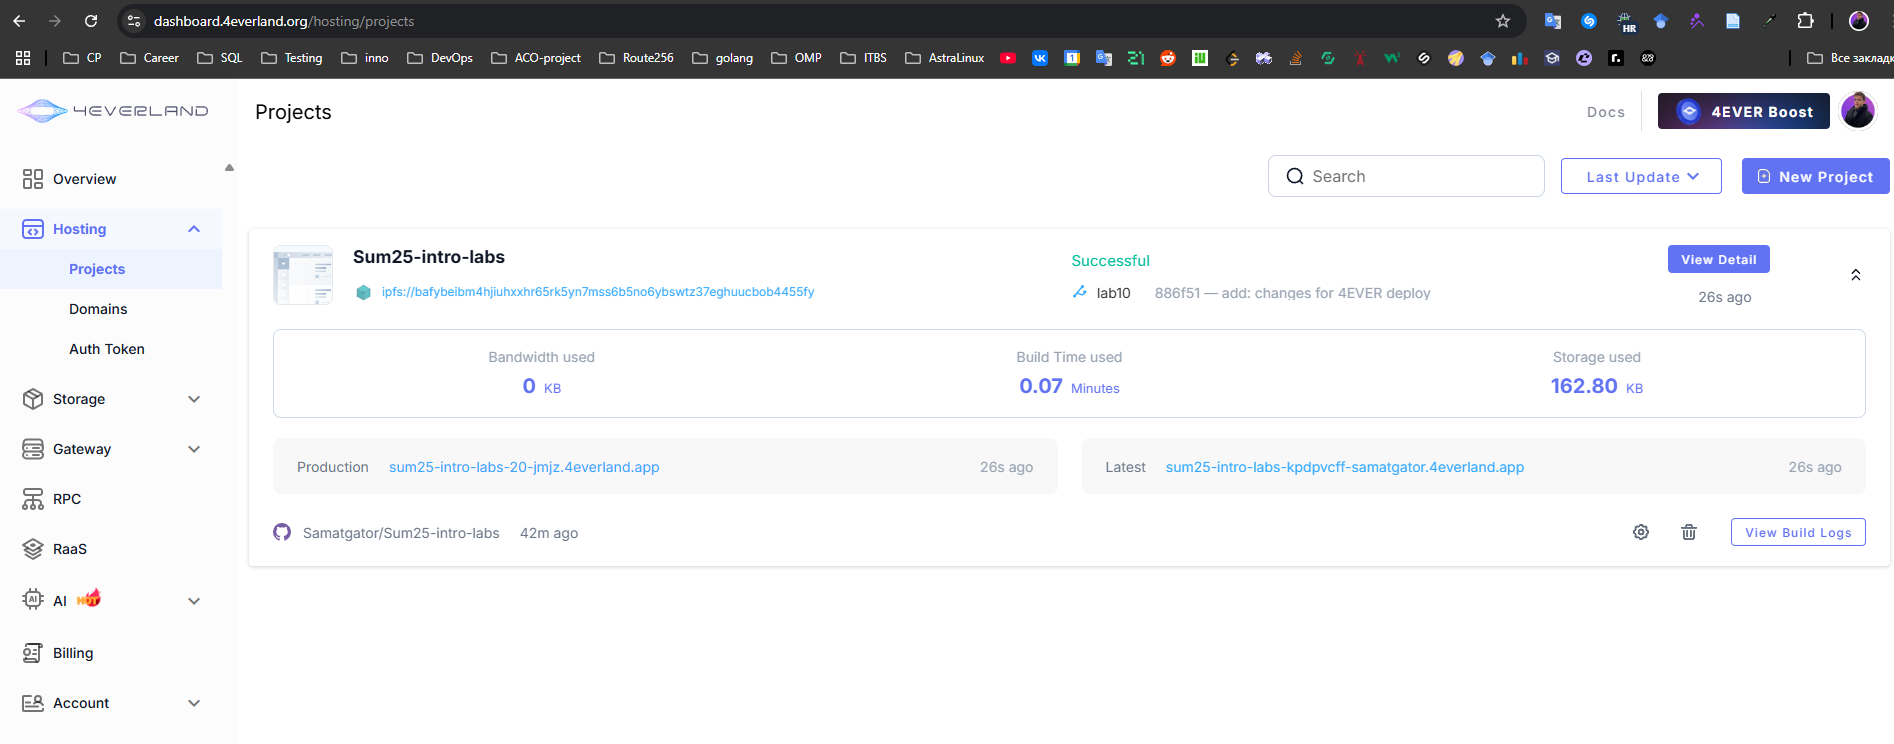 dashboard.4everland.org/hosting/projects
CP Career SQL Testing inno DevOps ACO-project Route256 golang OMP ITBS AstraLinux Все закладк
4EVERLAND
Projects
Docs
4EVER Boost
Search
Last Update
New Project
Overview
Hosting
Projects
Domains
Auth Token
Storage
Gateway
RPC
RaaS
AI HOT
Billing
Account
Sum25-intro-labs
ipfs://bafybeibm4hjiuhxxhr65rk5yn7mss6b5no6ybswtz37eghuucbob4455fy
Successful
lab10 886f51 — add: changes for 4EVER deploy
View Detail
26s ago
Bandwidth used
0 KB
Build Time used
0.07 Minutes
Storage used
162.80 KB
Production sum25-intro-labs-20-jmjz.4everland.app 26s ago
Latest sum25-intro-labs-kpdpvcff-samatgator.4everland.app 26s ago
Samatgator/Sum25-intro-labs 42m ago
View Build Logs